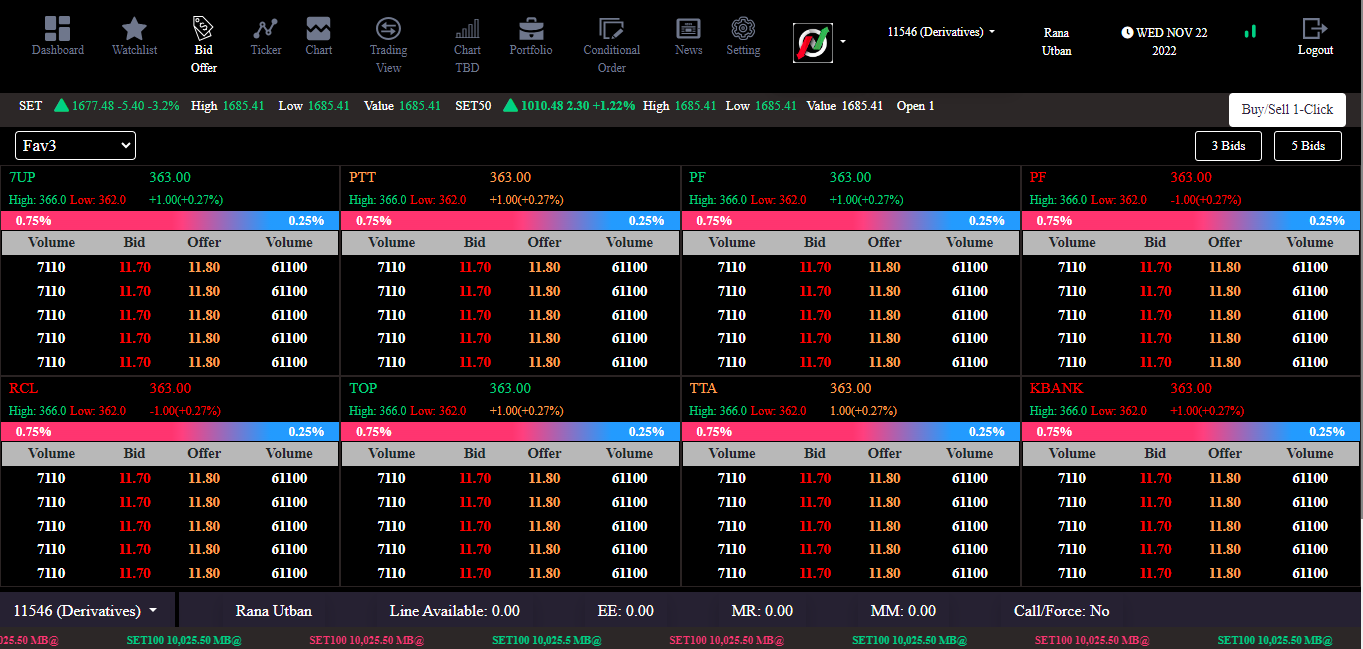 Dashboard
Watchlist
Bid
Offer
Ticker
Chart
Trading
View
Chart
TBD
Portfolio
Conditional
Order
News
Setting
11546 (Derivatives)
Rana
Utban
WED NOV 22
2022
Logout
SET 1677.48 -5.40 -3.2% High 1685.41 Low 1685.41 Value 1685.41 SET50 1010.48 2.30 +1.22% High 1685.41 Low 1685.41 Value 1685.41 Open 1
Buy/Sell 1-Click
Fav3 3 Bids 5 Bids
7UP 363.00 PTT 363.00 PF 363.00 PF 363.00
High: 366.0 Low: 362.0 +1.00(+0.27%) High: 366.0 Low: 362.0 +1.00(+0.27%) High: 366.0 Low: 362.0 +1.00(+0.27%) High: 366.0 Low: 362.0 -1.00(+0.27%)
0.75% 0.25% 0.75% 0.25% 0.75% 0.25% 0.75% 0.25%
Volume Bid Offer Volume Volume Bid Offer Volume Volume Bid Offer Volume Volume Bid Offer Volume
7110 11.70 11.80 61100 7110 11.70 11.80 61100 7110 11.70 11.80 61100 7110 11.70 11.80 61100
7110 11.70 11.80 61100 7110 11.70 11.80 61100 7110 11.70 11.80 61100 7110 11.70 11.80 61100
7110 11.70 11.80 61100 7110 11.70 11.80 61100 7110 11.70 11.80 61100 7110 11.70 11.80 61100
7110 11.70 11.80 61100 7110 11.70 11.80 61100 7110 11.70 11.80 61100 7110 11.70 11.80 61100
7110 11.70 11.80 61100 7110 11.70 11.80 61100 7110 11.70 11.80 61100 7110 11.70 11.80 61100
RCL 363.00 TOP 363.00 TTA 363.00 KBANK 363.00
High: 366.0 Low: 362.0 -1.00(+0.27%) High: 366.0 Low: 362.0 +1.00(+0.27%) High: 366.0 Low: 362.0 1.00(+0.27%) High: 366.0 Low: 362.0 +1.00(+0.27%)
0.75% 0.25% 0.75% 0.25% 0.75% 0.25% 0.75% 0.25%
Volume Bid Offer Volume Volume Bid Offer Volume Volume Bid Offer Volume Volume Bid Offer Volume
7110 11.70 11.80 61100 7110 11.70 11.80 61100 7110 11.70 11.80 61100 7110 11.70 11.80 61100
7110 11.70 11.80 61100 7110 11.70 11.80 61100 7110 11.70 11.80 61100 7110 11.70 11.80 61100
7110 11.70 11.80 61100 7110 11.70 11.80 61100 7110 11.70 11.80 61100 7110 11.70 11.80 61100
7110 11.70 11.80 61100 7110 11.70 11.80 61100 7110 11.70 11.80 61100 7110 11.70 11.80 61100
7110 11.70 11.80 61100 7110 11.70 11.80 61100 7110 11.70 11.80 61100 7110 11.70 11.80 61100
11546 (Derivatives) Rana Utban Line Available: 0.00 EE: 0.00 MR: 0.00 MM: 0.00 Call/Force: No
025.50 MB@ SET100 10,025.50 MB@ SET100 10,025.50 MB@ SET100 10,025.5 MB@ SET100 10,025.50 MB@ SET100 10,025.50 MB@ SET100 10,025.50 MB@ SET100 10,025.50 MB@